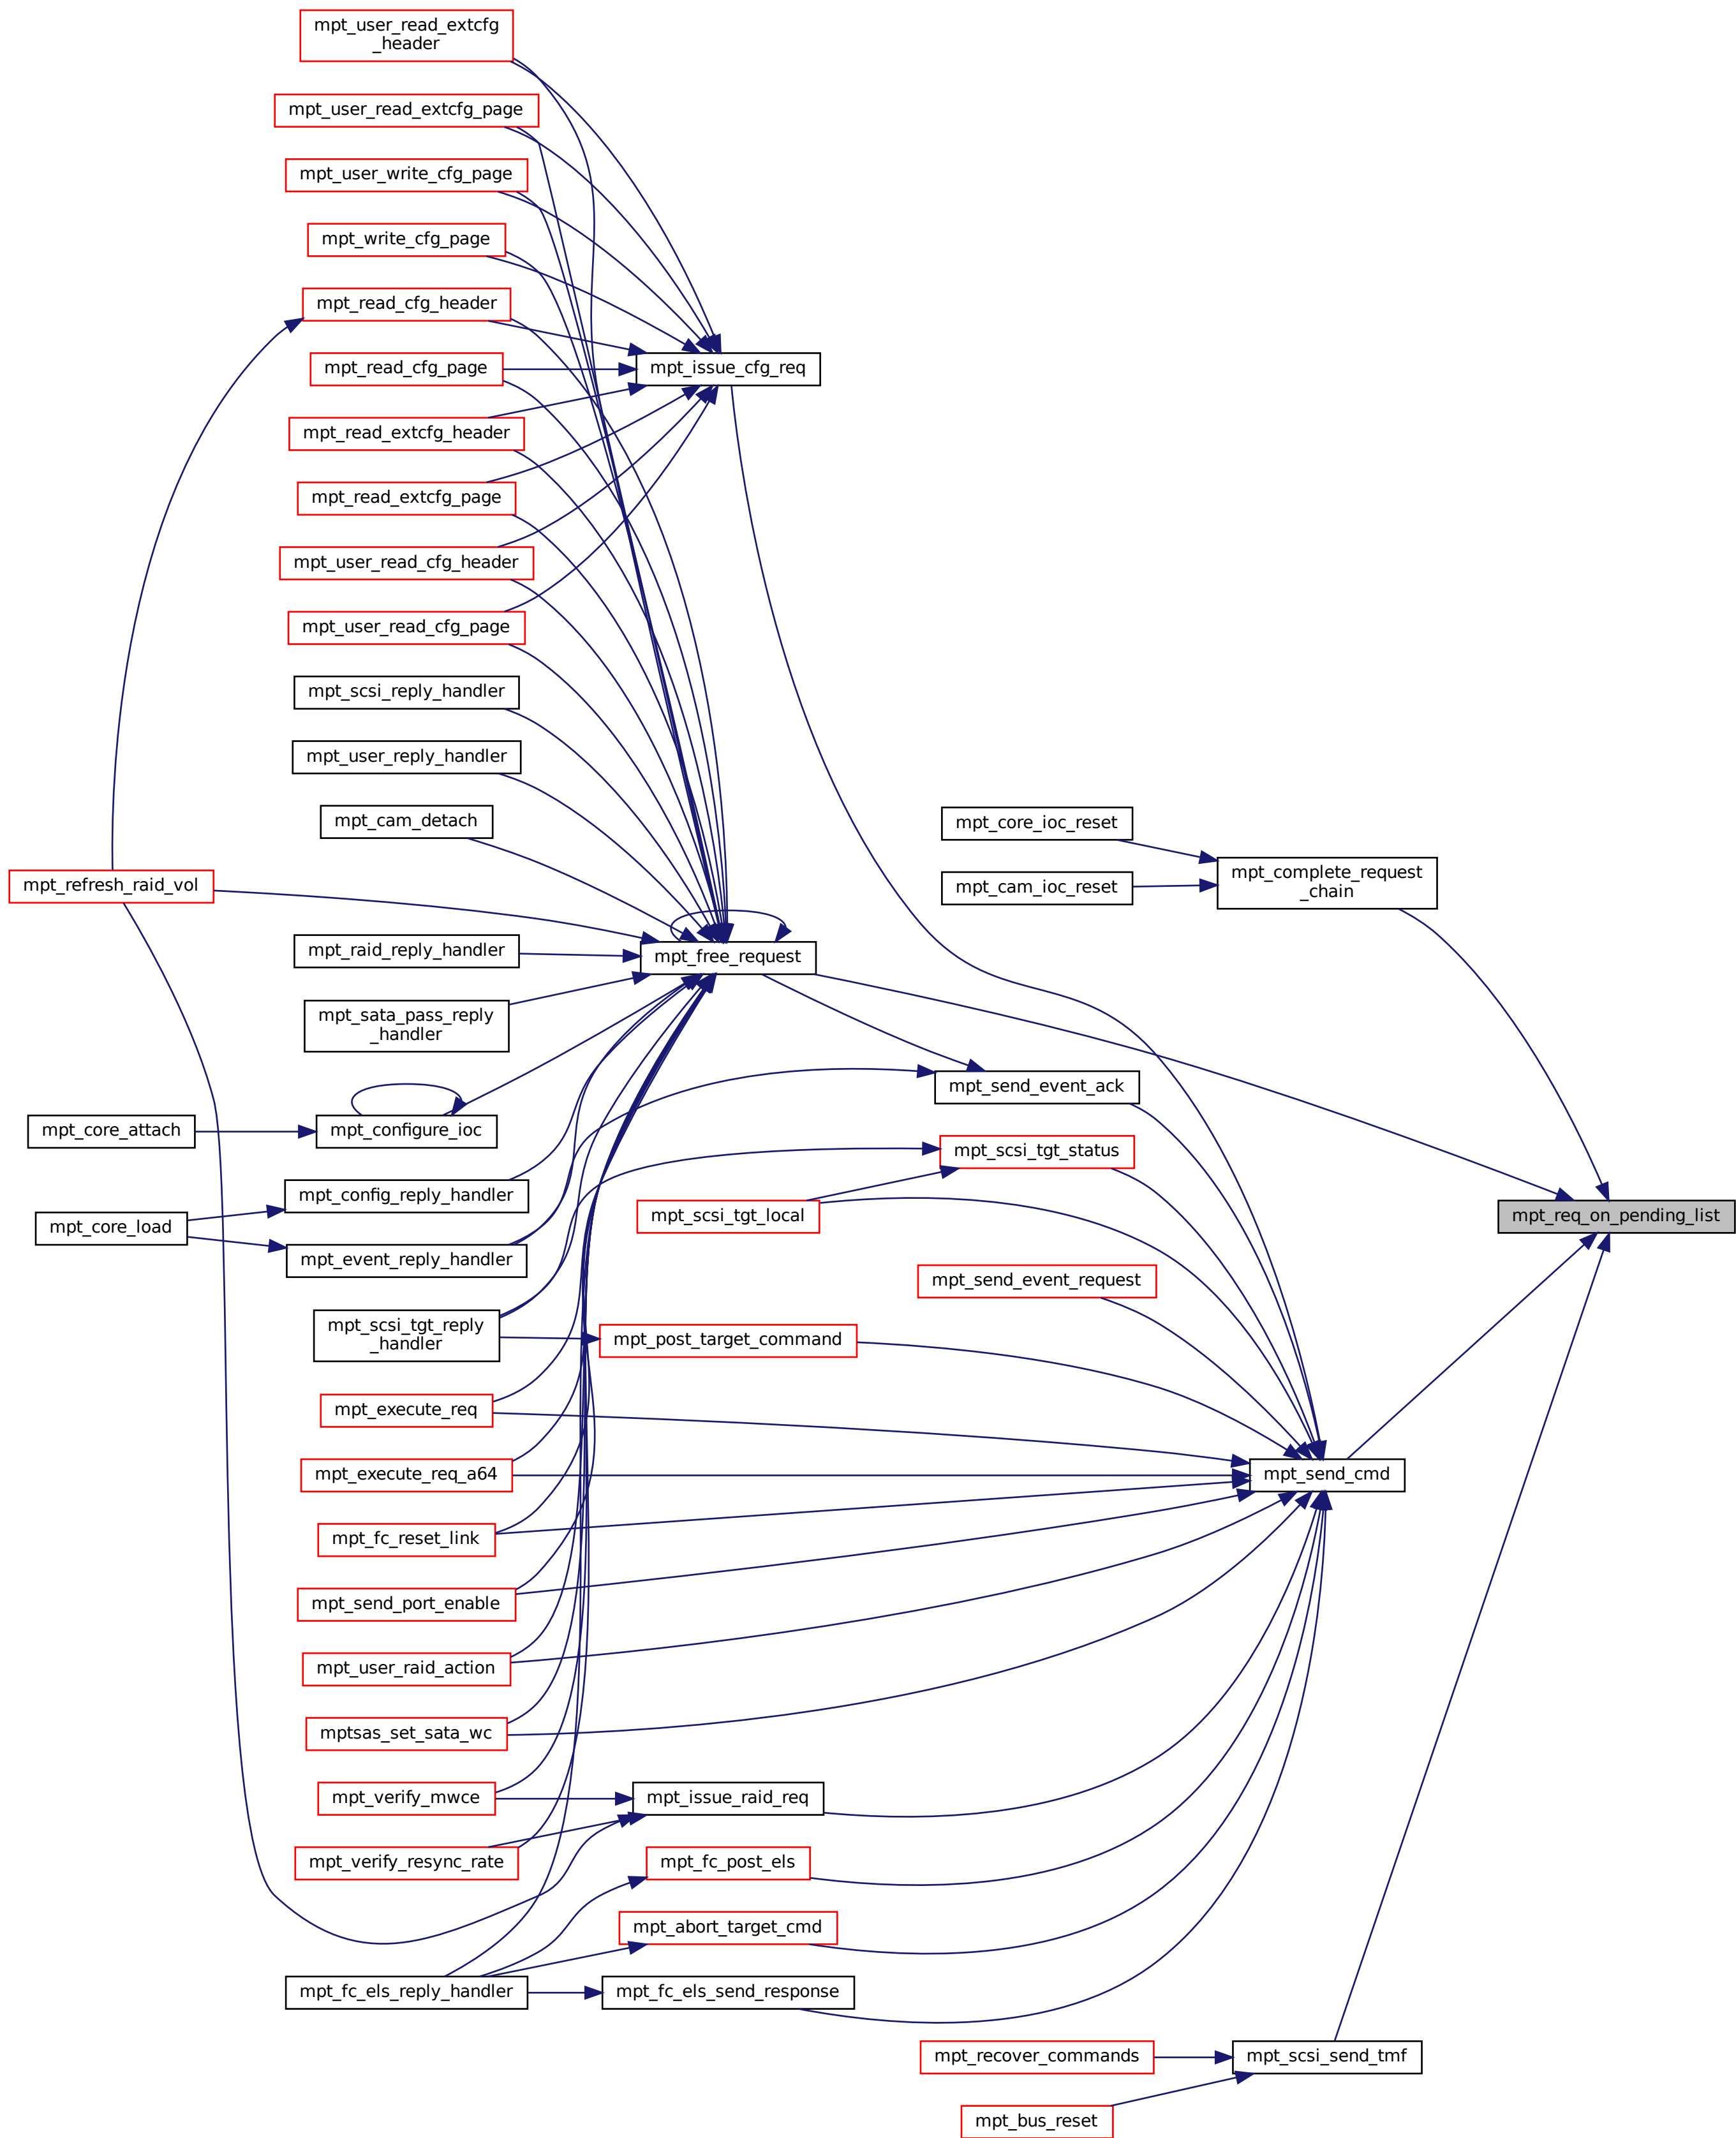 mpt_user_read_extcfg
_header
mpt_user_read_extcfg_page
mpt_user_write_cfg_page
mpt_write_cfg_page
mpt_read_cfg_header
mpt_read_cfg_page
mpt_issue_cfg_req
mpt_read_extcfg_header
mpt_read_extcfg_page
mpt_user_read_cfg_header
mpt_user_read_cfg_page
mpt_scsi_reply_handler
mpt_user_reply_handler
mpt_cam_detach
mpt_core_ioc_reset
mpt_refresh_raid_vol
mpt_cam_ioc_reset
mpt_complete_request
_chain
mpt_raid_reply_handler
mpt_free_request
mpt_sata_pass_reply
_handler
mpt_send_event_ack
mpt_core_attach
mpt_configure_ioc
mpt_scsi_tgt_status
mpt_config_reply_handler
mpt_core_load
mpt_scsi_tgt_local
mpt_req_on_pending_list
mpt_event_reply_handler
mpt_send_event_request
mpt_scsi_tgt_reply
_handler
mpt_post_target_command
mpt_execute_req
mpt_execute_req_a64
mpt_send_cmd
mpt_fc_reset_link
mpt_send_port_enable
mpt_user_raid_action
mptsas_set_sata_wc
mpt_verify_mwce
mpt_issue_raid_req
mpt_verify_resync_rate
mpt_fc_post_els
mpt_abort_target_cmd
mpt_fc_els_reply_handler
mpt_fc_els_send_response
mpt_recover_commands
mpt_scsi_send_tmf
mpt_bus_reset